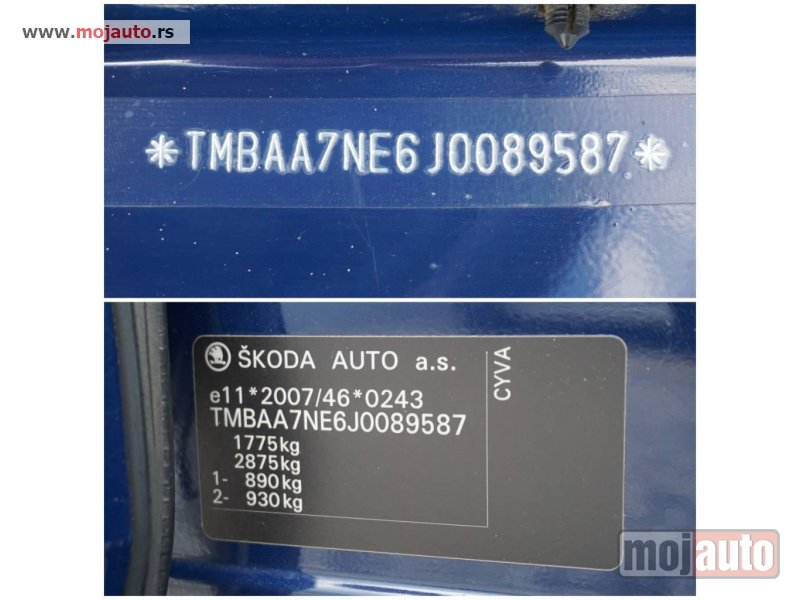 www.mojauto.rs
*TMBAA7NE6J0089587*
ŠKODA AUTO a.s.
CYVA
e11*2007/46*0243
TMBAA7NE6J0089587
1775kg
2875kg
1- 890kg
2- 930kg
mojauto